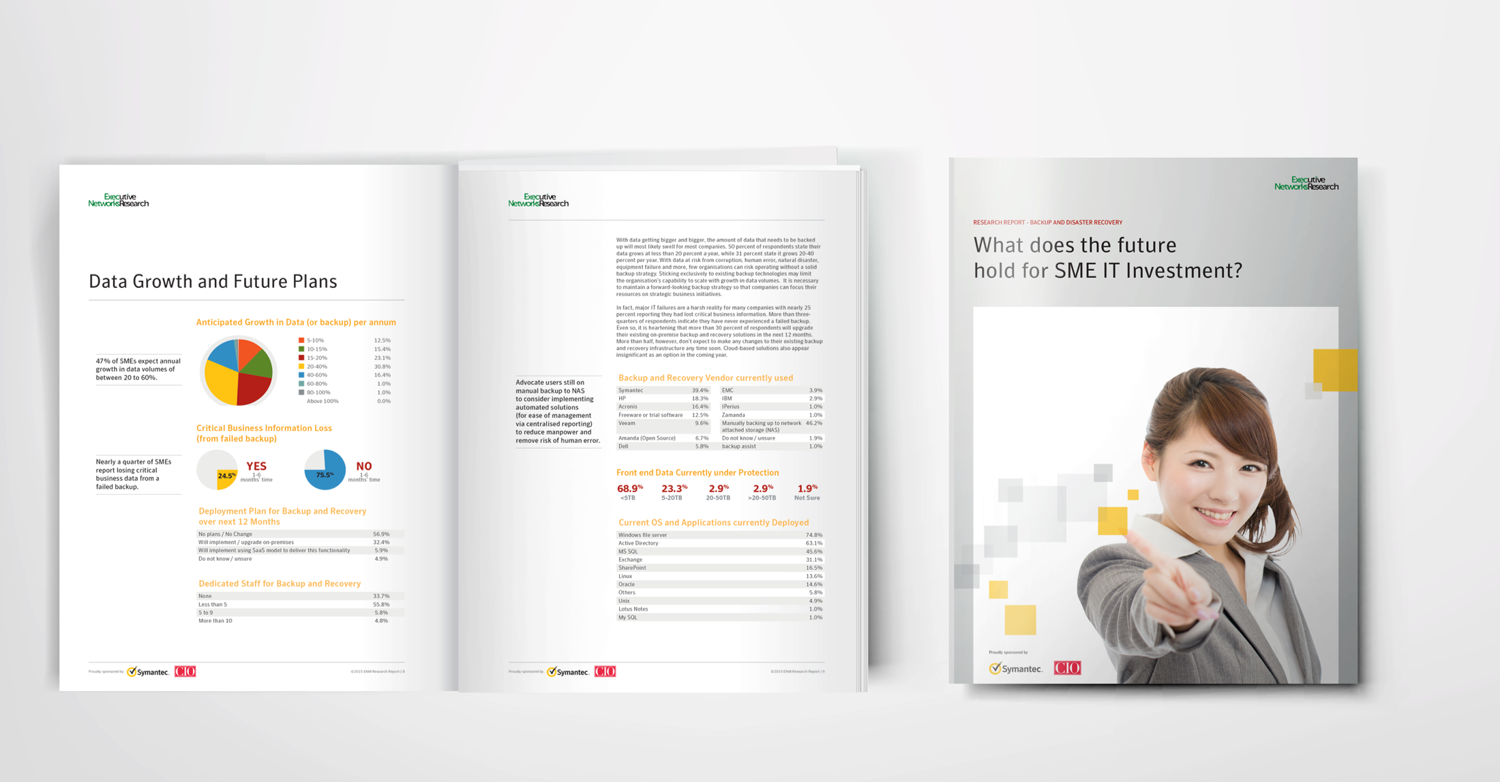 Executive
NetworksResearch
Data Growth and Future Plans
Anticipated Growth in Data (or backup) per annum
47% of SMEs expect annual
growth in data volumes of
between 20 to 60%.
5-10% 12.5%
10-15% 15.4%
15-20% 23.1%
20-40% 30.8%
40-60% 16.4%
60-80% 1.0%
80-100% 1.0%
Above 100% 0.0%
Critical Business Information Loss
(from failed backup)
Nearly a quarter of SMEs
report losing critical
business data from a
failed backup.
24.5%
YES
1-6
months' time
75.5%
NO
1-6
months' time
Deployment Plan for Backup and Recovery
over next 12 Months
No plans / No Change 56.9%
Will implement / upgrade on-premises 32.4%
Will implement using SaaS model to deliver this functionality 5.9%
Do not know / unsure 4.9%
Dedicated Staff for Backup and Recovery
None 33.7%
Less than 5 55.8%
5 to 9 5.8%
More than 10 4.8%
Proudly sponsored by Symantec. CIO
Executive
NetworksResearch
With data getting bigger and bigger, the amount of data that needs to be backed
up will most likely swell for most companies. 50 percent of respondents state their
data grows at less than 20 percent a year, while 31 percent state it grows 20-40
percent per year. With data at risk from corruption, human error, natural disaster,
equipment failure and more, few organisations can risk operating without a solid
backup strategy. Sticking exclusively to existing backup technologies may limit
the organisation's capability to scale with growth in data volumes. It is necessary
to maintain a forward-looking backup strategy so that companies can focus their
resources on strategic business initiatives.
In fact, major IT failures are a harsh reality for many companies with nearly 25
percent reporting they had lost critical business information. More than three-
quarters of respondents indicate they have never experienced a failed backup.
Even so, it is heartening that more than 30 percent of respondents will upgrade
their existing on-premise backup and recovery solutions in the next 12 months.
More than half, however, don't expect to make any changes to their existing backup
and recovery infrastructure any time soon. Cloud-based solutions also appear
insignificant as an option in the coming year.
Advocate users still on
manual backup to NAS
to consider implementing
automated solutions
(for ease of management
via centralised reporting)
to reduce manpower and
remove risk of human error.
Backup and Recovery Vendor currently used
Symantec 39.4% EMC 3.9%
HP 18.3% IBM 2.9%
Acronis 16.4% IPerius 1.0%
Freeware or trial software 12.5% Zamanda 1.0%
Veeam 9.6% Manually backing up to network 46.2%
attached storage (NAS)
Amanda (Open Source) 6.7% Do not know / unsure 1.9%
Dell 5.8% backup assist 1.0%
Front end Data Currently under Protection
68.9% 23.3% 2.9% 2.9% 1.9%
<5TB 5-20TB 20-50TB >20-50TB Not Sure
Current OS and Applications currently Deployed
Windows file server 74.8%
Active Directory 63.1%
MS SQL 45.6%
Exchange 31.1%
SharePoint 16.5%
Linux 13.6%
Oracle 14.6%
Others 5.8%
Unix 4.9%
Lotus Notes 1.0%
My SQL 1.0%
Proudly sponsored by Symantec. CIO
Executive
NetworksResearch
RESEARCH REPORT - BACKUP AND DISASTER RECOVERY
What does the future
hold for SME IT Investment?
Proudly sponsored by
Symantec. CIO